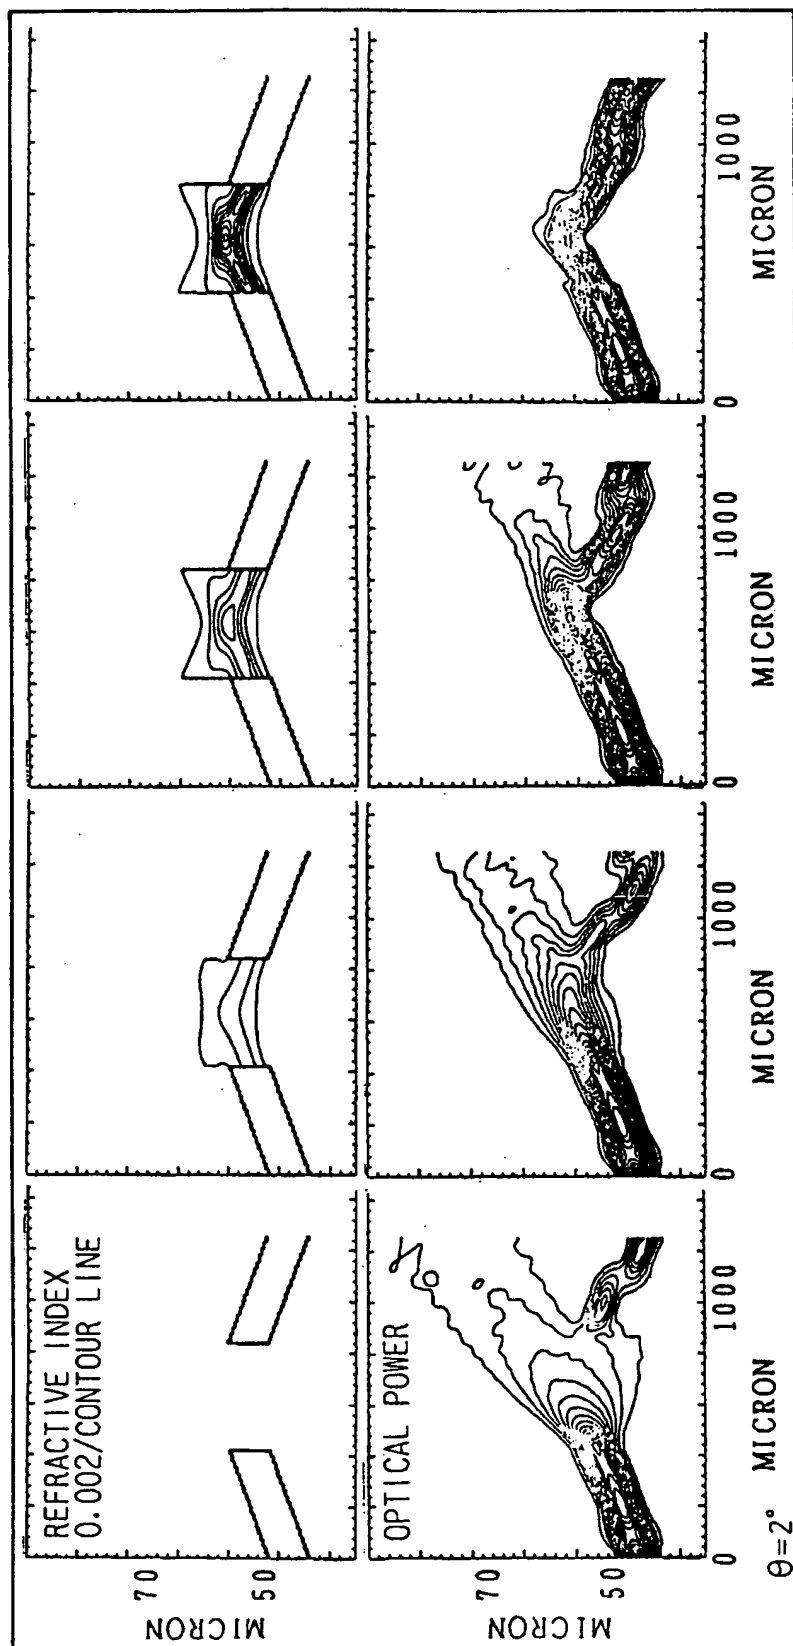 REFRACTIVE INDEX
0.002/CONTOUR LINE
70
50
MICRON
OPTICAL POWER
70
50
MICRON
0
1000
0
1000
0
1000
0
1000
θ=2°
MICRON
MICRON
MICRON
MICRON